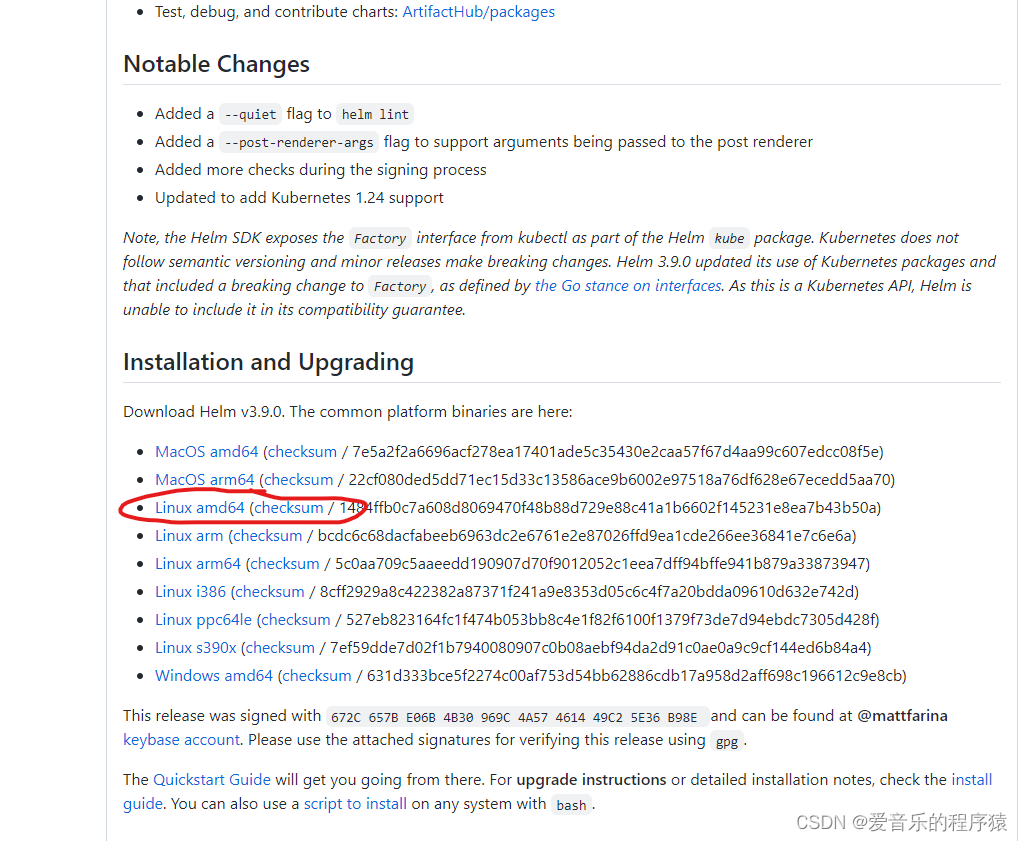 Test, debug, and contribute charts: ArtifactHub/packages
Notable Changes
Added a --quiet flag to helm lint
Added a --post-renderer-args flag to support arguments being passed to the post renderer
Added more checks during the signing process
Updated to add Kubernetes 1.24 support
Note, the Helm SDK exposes the Factory interface from kubectl as part of the Helm kube package. Kubernetes does not
follow semantic versioning and minor releases make breaking changes. Helm 3.9.0 updated its use of Kubernetes packages and
that included a breaking change to Factory, as defined by the Go stance on interfaces. As this is a Kubernetes API, Helm is
unable to include it in its compatibility guarantee.
Installation and Upgrading
Download Helm v3.9.0. The common platform binaries are here:
MacOS amd64 (checksum / 7e5a2f2a6696acf278ea17401ade5c35430e2caa57f67d4aa99c607edcc08f5e)
MacOS arm64 (checksum / 22cf080ded5dd71ec15d33c13586ace9b6002e97518a76df628e67ecedd5aa70)
Linux amd64 (checksum / 1484ffb0c7a608d8069470f48b88d729e88c41a1b6602f145231e8ea7b43b50a)
Linux arm (checksum / bcdc6c68dacfabeeb6963dc2e6761e2e87026ffd9ea1cde266ee36841e7c6e6a)
Linux arm64 (checksum / 5c0aa709c5aaeedd190907d70f9012052c1eea7dff94bffe941b879a33873947)
Linux i386 (checksum / 8cff2929a8c422382a87371f241a9e8353d05c6c4f7a20bdda09610d632e742d)
Linux ppc64le (checksum / 527eb823164fc1f474b053bb8c4e1f82f6100f1379f73de7d94ebdc7305d428f)
Linux s390x (checksum / 7ef59dde7d02f1b7940080907c0b08aebf94da2d91c0ae0a9c9cf144ed6b84a4)
Windows amd64 (checksum / 631d333bce5f2274c00af753d54bb62886cdb17a958d2aff698c196612c9e8cb)
This release was signed with 672C 657B E06B 4B30 969C 4A57 4614 49C2 5E36 B98E and can be found at @mattfarina
keybase account. Please use the attached signatures for verifying this release using gpg.
The Quickstart Guide will get you going from there. For upgrade instructions or detailed installation notes, check the install
guide. You can also use a script to install on any system with bash.
CSDN @爱音乐的程序猿